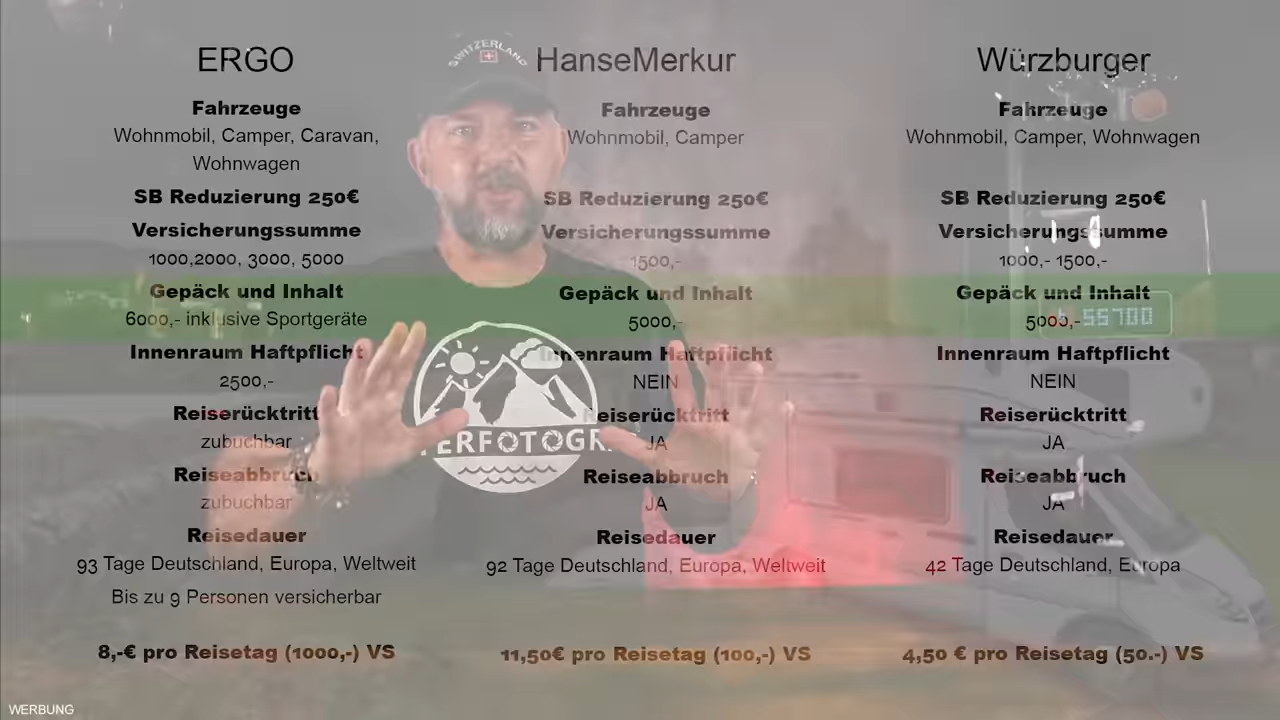 ERGO
Fahrzeuge
Wohnmobil, Camper, Caravan,
Wohnwagen
SB Reduzierung 250€
Versicherungssumme
1000,2000, 3000, 5000
Gepäck und Inhalt
6000,- inklusive Sportgeräte
Innenraum Haftpflicht
2500,-
Reiserücktritt
zubuchbar
Reiseabbruch
zubuchbar
Reisedauer
93 Tage Deutschland, Europa, Weltweit
Bis zu 9 Personen versicherbar
8,-€ pro Reisetag (1000,-) VS
HanseMerkur
Fahrzeuge
Wohnmobil, Camper
SB Reduzierung 250€
Versicherungssumme
1500,-
Gepäck und Inhalt
5000,-
Innenraum Haftpflicht
NEIN
Reiserücktritt
JA
Reiseabbruch
JA
Reisedauer
92 Tage Deutschland, Europa, Weltweit
11,50€ pro Reisetag (100,-) VS
Würzburger
Fahrzeuge
Wohnmobil, Camper, Wohnwagen
SB Reduzierung 250€
Versicherungssumme
1000,- 1500,-
Gepäck und Inhalt
5000,-
Innenraum Haftpflicht
NEIN
Reiserücktritt
JA
Reiseabbruch
JA
Reisedauer
42 Tage Deutschland, Europa
4,50 € pro Reisetag (50.-) VS
SWITZERLAND
WERBUNG